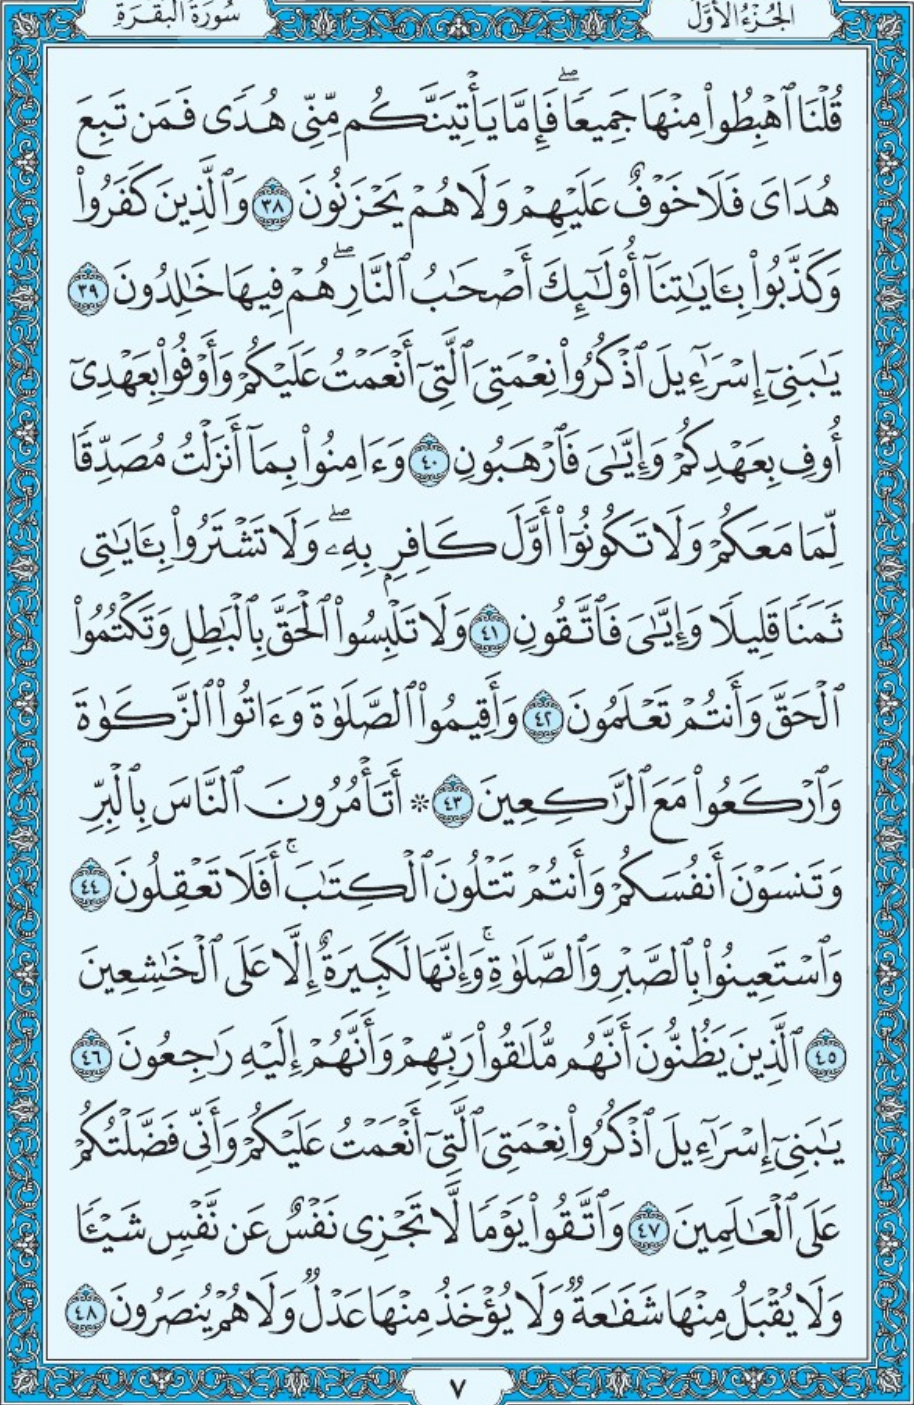 الجُزْءُ الأَوَّلُ
سُورَةُ البَقَرَةِ
قُلْنَا ٱهْبِطُواْ مِنْهَا جَمِيعٗاۖ فَإِمَّا يَأۡتِيَنَّكُم مِّنِّي هُدٗى فَمَن تَبِعَ
هُدَايَ فَلَا خَوۡفٌ عَلَيۡهِمۡ وَلَا هُمۡ يَحۡزَنُونَ ٣٨ وَٱلَّذِينَ كَفَرُواْ
وَكَذَّبُواْ بِـَٔايَٰتِنَآ أُوْلَٰٓئِكَ أَصۡحَٰبُ ٱلنَّارِۖ هُمۡ فِيهَا خَٰلِدُونَ ٣٩
يَٰبَنِيٓ إِسۡرَٰٓءِيلَ ٱذۡكُرُواْ نِعۡمَتِيَ ٱلَّتِيٓ أَنۡعَمۡتُ عَلَيۡكُمۡ وَأَوۡفُواْ بِعَهۡدِيٓ
أُوفِ بِعَهۡدِكُمۡ وَإِيَّٰيَ فَٱرۡهَبُونِ ٤٠ وَءَامِنُواْ بِمَآ أَنزَلۡتُ مُصَدِّقٗا
لِّمَا مَعَكُمۡ وَلَا تَكُونُوٓاْ أَوَّلَ كَافِرِۭ بِهِۦۖ وَلَا تَشۡتَرُواْ بِـَٔايَٰتِي
ثَمَنٗا قَلِيلٗا وَإِيَّٰيَ فَٱتَّقُونِ ٤١ وَلَا تَلۡبِسُواْ ٱلۡحَقَّ بِٱلۡبَٰطِلِ وَتَكۡتُمُواْ
ٱلۡحَقَّ وَأَنتُمۡ تَعۡلَمُونَ ٤٢ وَأَقِيمُواْ ٱلصَّلَوٰةَ وَءَاتُواْ ٱلزَّكَوٰةَ
وَٱرۡكَعُواْ مَعَ ٱلرَّٰكِعِينَ ٤٣ * أَتَأۡمُرُونَ ٱلنَّاسَ بِٱلۡبِرِّ
وَتَنسَوۡنَ أَنفُسَكُمۡ وَأَنتُمۡ تَتۡلُونَ ٱلۡكِتَٰبَۚ أَفَلَا تَعۡقِلُونَ ٤٤
وَٱسۡتَعِينُواْ بِٱلصَّبۡرِ وَٱلصَّلَوٰةِۚ وَإِنَّهَا لَكَبِيرَةٌ إِلَّا عَلَى ٱلۡخَٰشِعِينَ
٤٥ ٱلَّذِينَ يَظُنُّونَ أَنَّهُم مُّلَٰقُواْ رَبِّهِمۡ وَأَنَّهُمۡ إِلَيۡهِ رَٰجِعُونَ ٤٦
يَٰبَنِيٓ إِسۡرَٰٓءِيلَ ٱذۡكُرُواْ نِعۡمَتِيَ ٱلَّتِيٓ أَنۡعَمۡتُ عَلَيۡكُمۡ وَأَنِّي فَضَّلۡتُكُمۡ
عَلَى ٱلۡعَٰلَمِينَ ٤٧ وَٱتَّقُواْ يَوۡمٗا لَّا تَجۡزِي نَفۡسٌ عَن نَّفۡسٖ شَيۡـٔٗا
وَلَا يُقۡبَلُ مِنۡهَا شَفَٰعَةٞ وَلَا يُؤۡخَذُ مِنۡهَا عَدۡلٞ وَلَا هُمۡ يُنصَرُونَ ٤٨
٧